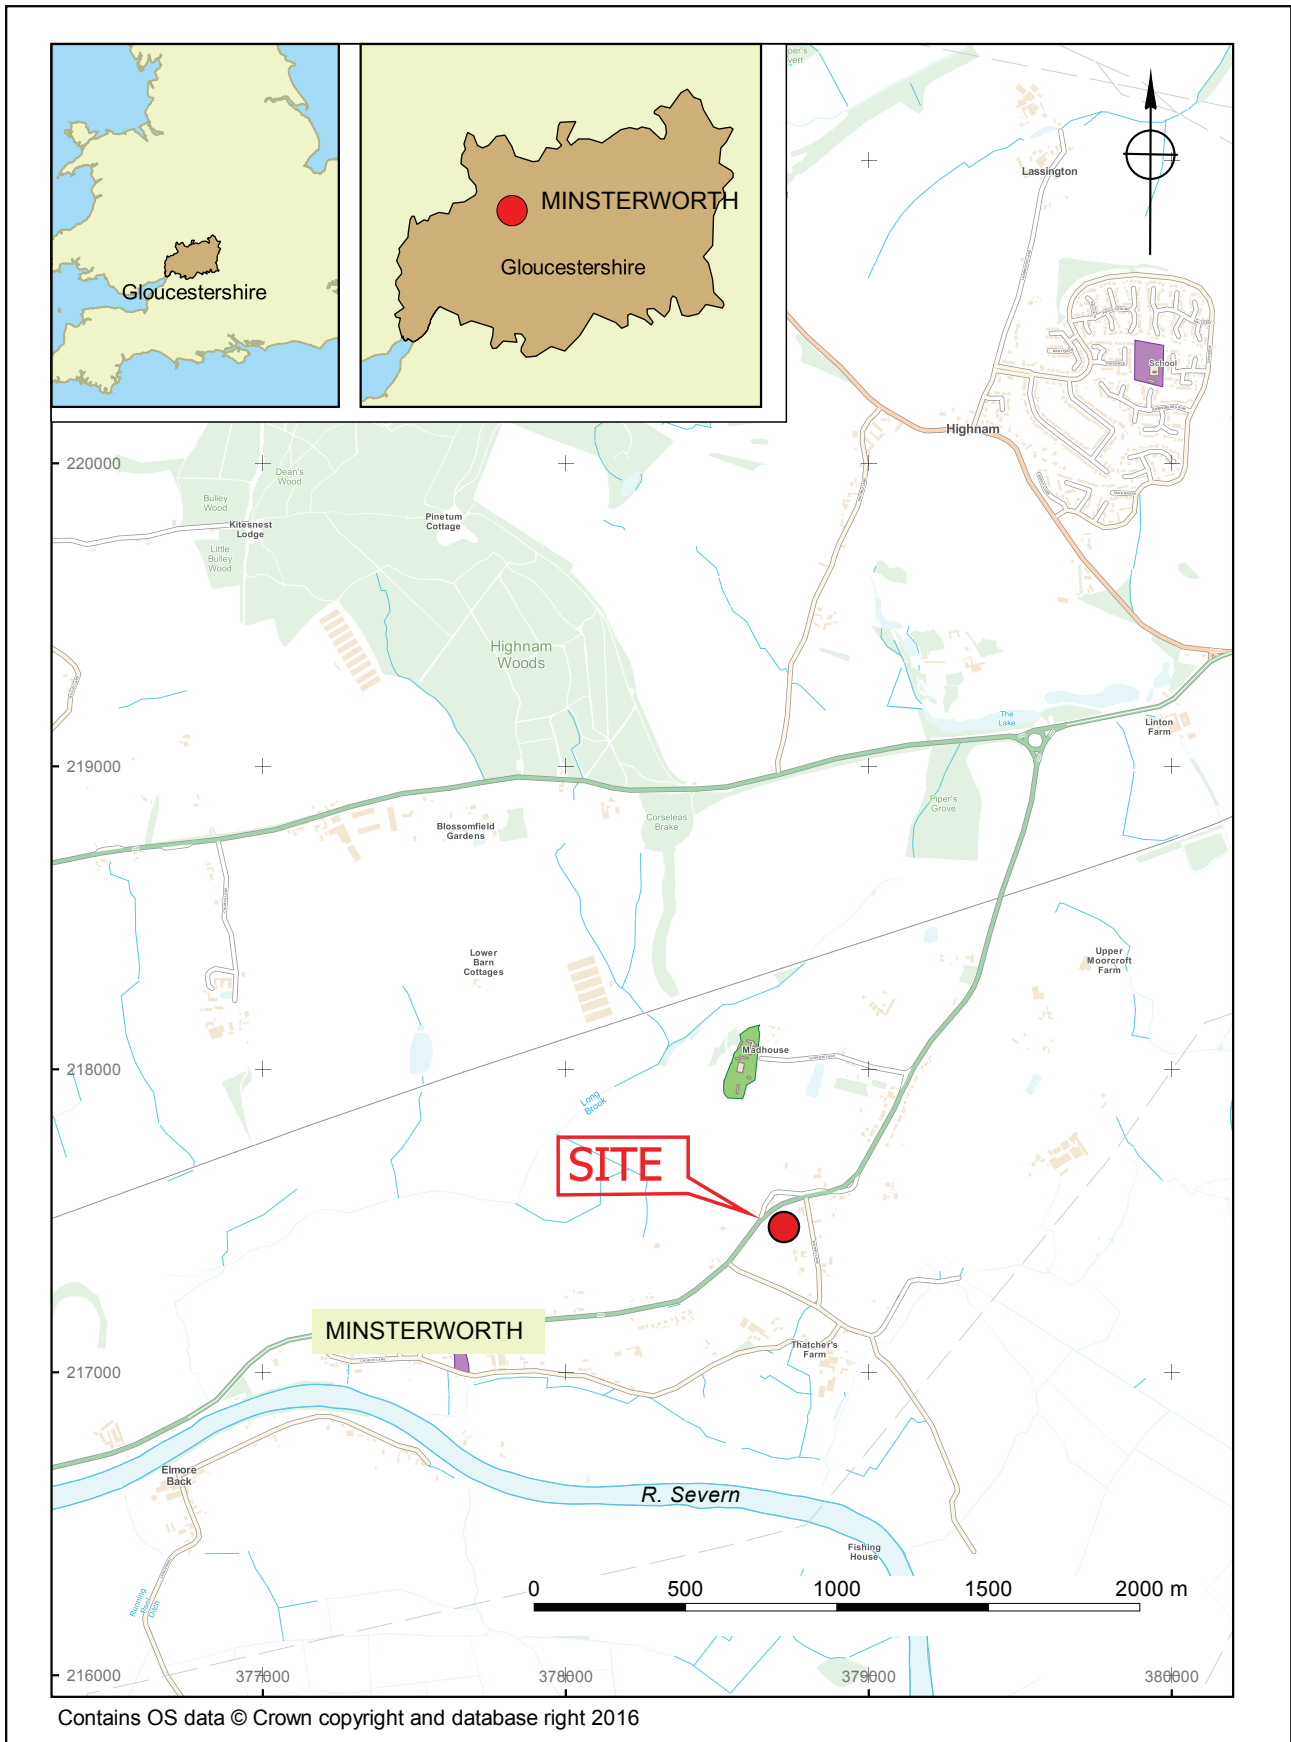 Gloucestershire
MINSTERWORTH
Gloucestershire
Lassington
School
Highnam
220000
Dean's
Wood
Bulley
Wood
Kitesnest
Lodge
Pinetum
Cottage
Little
Bulley
Wood
Highnam
Woods
The
Lake
Linton
Farm
219000
Piper's
Grove
Blossomfield
Gardens
Corseleas
Brake
Lower
Barn
Cottages
Upper
Moorcroft
Farm
Madhouse
218000
Long
Brook
SITE
MINSTERWORTH
Thatcher's
Farm
217000
Elmore
Back
R. Severn
Fishing
House
Running
Pool
Ditch
0 500 1000 1500 2000 m
216000
377000 378000 379000 380000
Contains OS data © Crown copyright and database right 2016